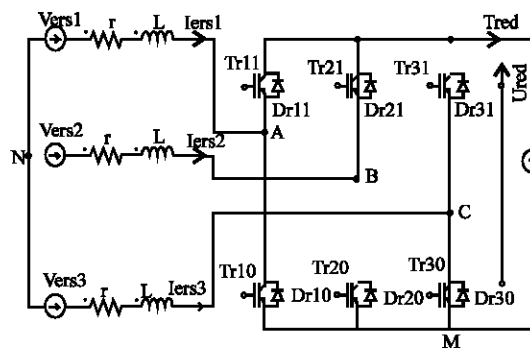 Vers1 r L Iers1 Tred
Tr11 Tr21 Tr31
Dr11 Dr21 Dr31
Ured
A
Vers2 r L Iers2
N
B
C
Vers3 r L Iers3
Tr10 Tr20 Tr30
Dr10 Dr20 Dr30
M